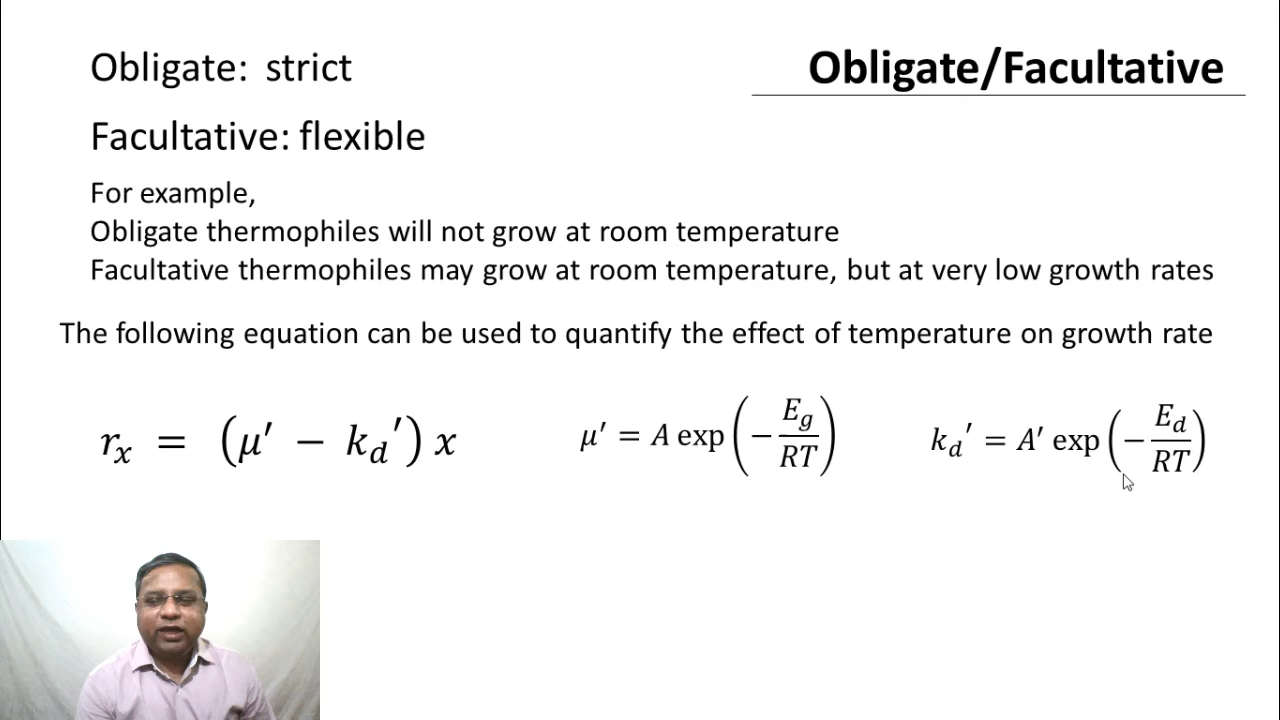 Obligate: strict
Obligate/Facultative
Facultative: flexible
For example,
Obligate thermophiles will not grow at room temperature
Facultative thermophiles may grow at room temperature, but at very low growth rates
The following equation can be used to quantify the effect of temperature on growth rate
r_x = (μ′ − k_d′) x
μ′ = A exp(−E_g/RT)
k_d′ = A′ exp(−E_d/RT)